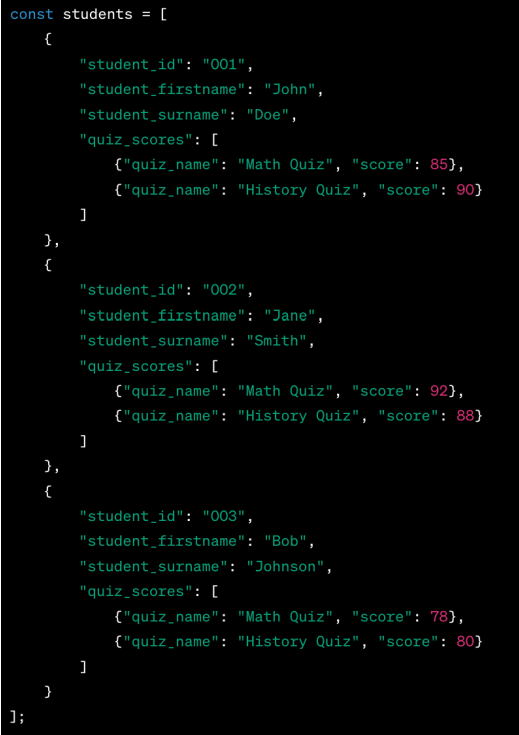 const students = [
    {
        "student_id": "001",
        "student_firstname": "John",
        "student_surname": "Doe",
        "quiz_scores": [
            {"quiz_name": "Math Quiz", "score": 85},
            {"quiz_name": "History Quiz", "score": 90}
        ]
    },
    {
        "student_id": "002",
        "student_firstname": "Jane",
        "student_surname": "Smith",
        "quiz_scores": [
            {"quiz_name": "Math Quiz", "score": 92},
            {"quiz_name": "History Quiz", "score": 88}
        ]
    },
    {
        "student_id": "003",
        "student_firstname": "Bob",
        "student_surname": "Johnson",
        "quiz_scores": [
            {"quiz_name": "Math Quiz", "score": 78},
            {"quiz_name": "History Quiz", "score": 80}
        ]
    }
];